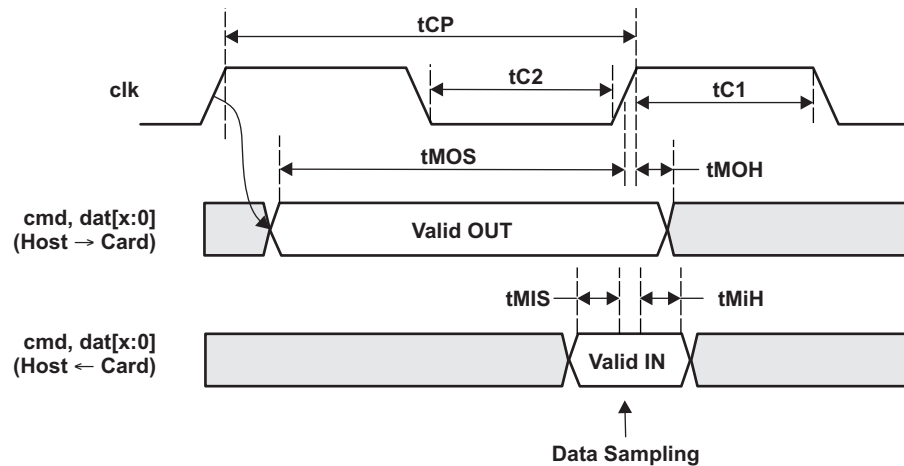 tCP
clk
tC2
tC1
tMOS
tMOH
cmd, dat[x:0]
(Host → Card)
Valid OUT
tMIS
tMiH
cmd, dat[x:0]
(Host ← Card)
Valid IN
Data Sampling